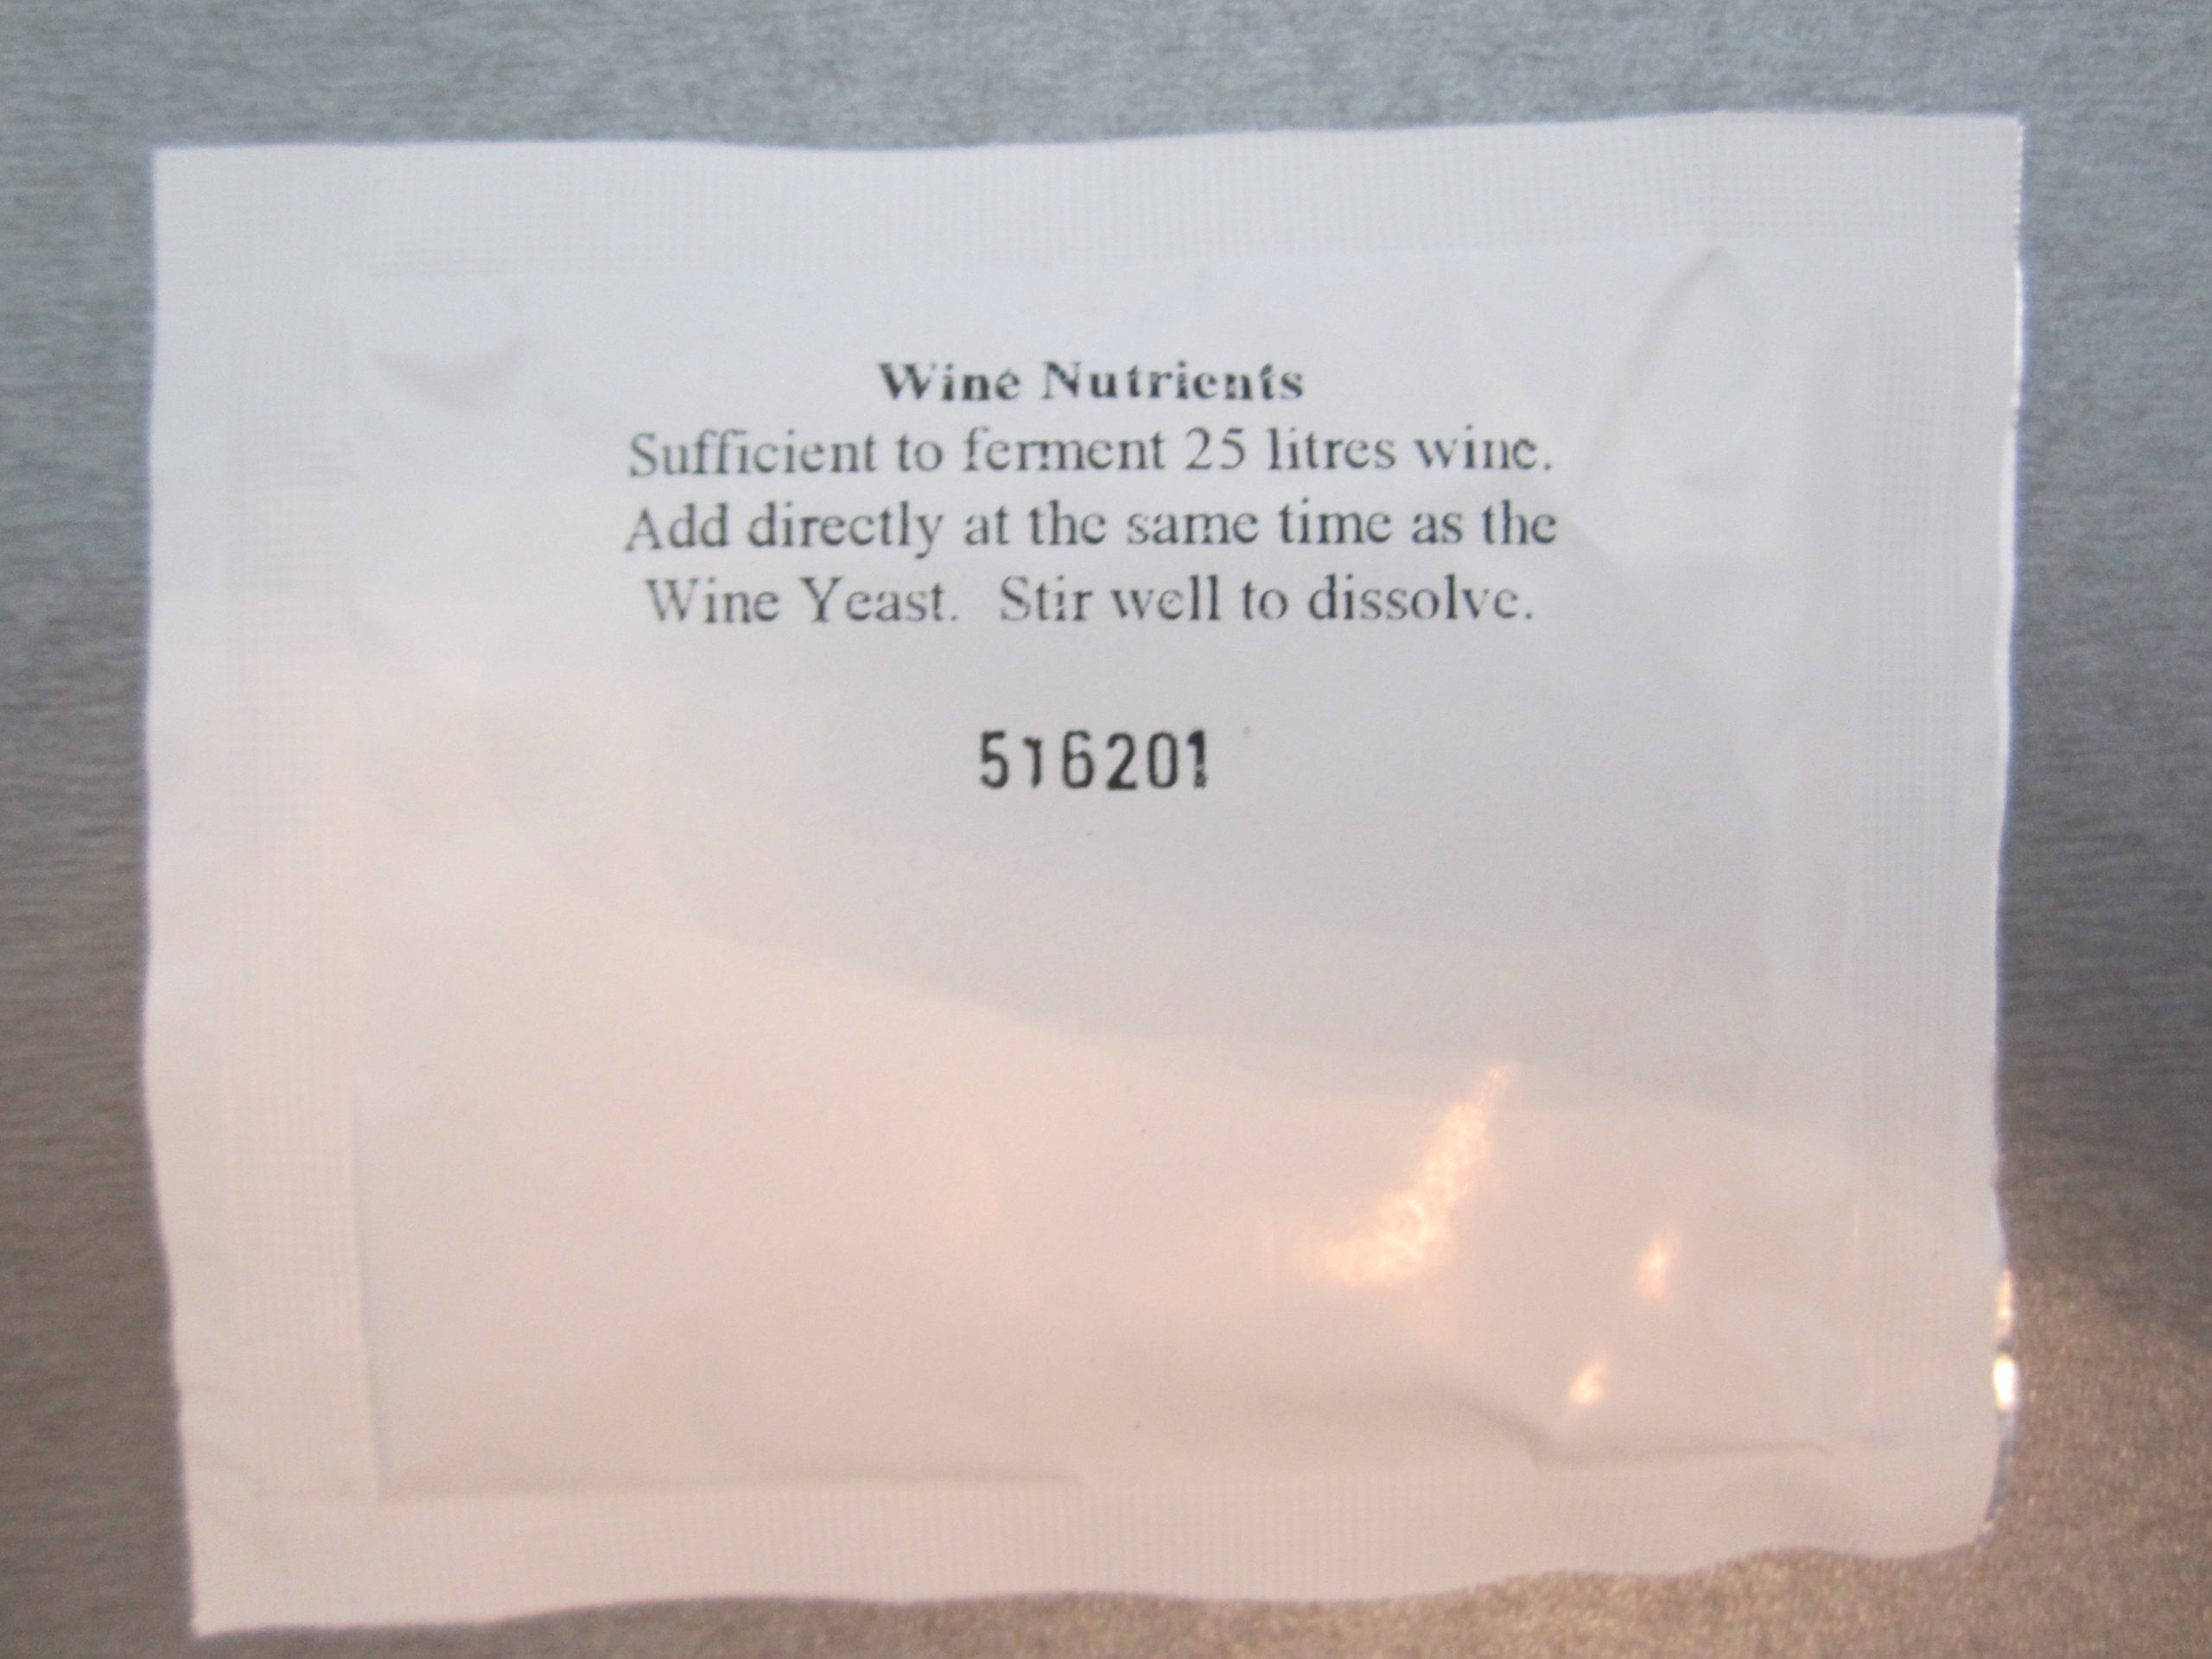 Wine Nutrients
Sufficient to ferment 25 litres wine.
Add directly at the same time as the
Wine Yeast. Stir well to dissolve.
516201